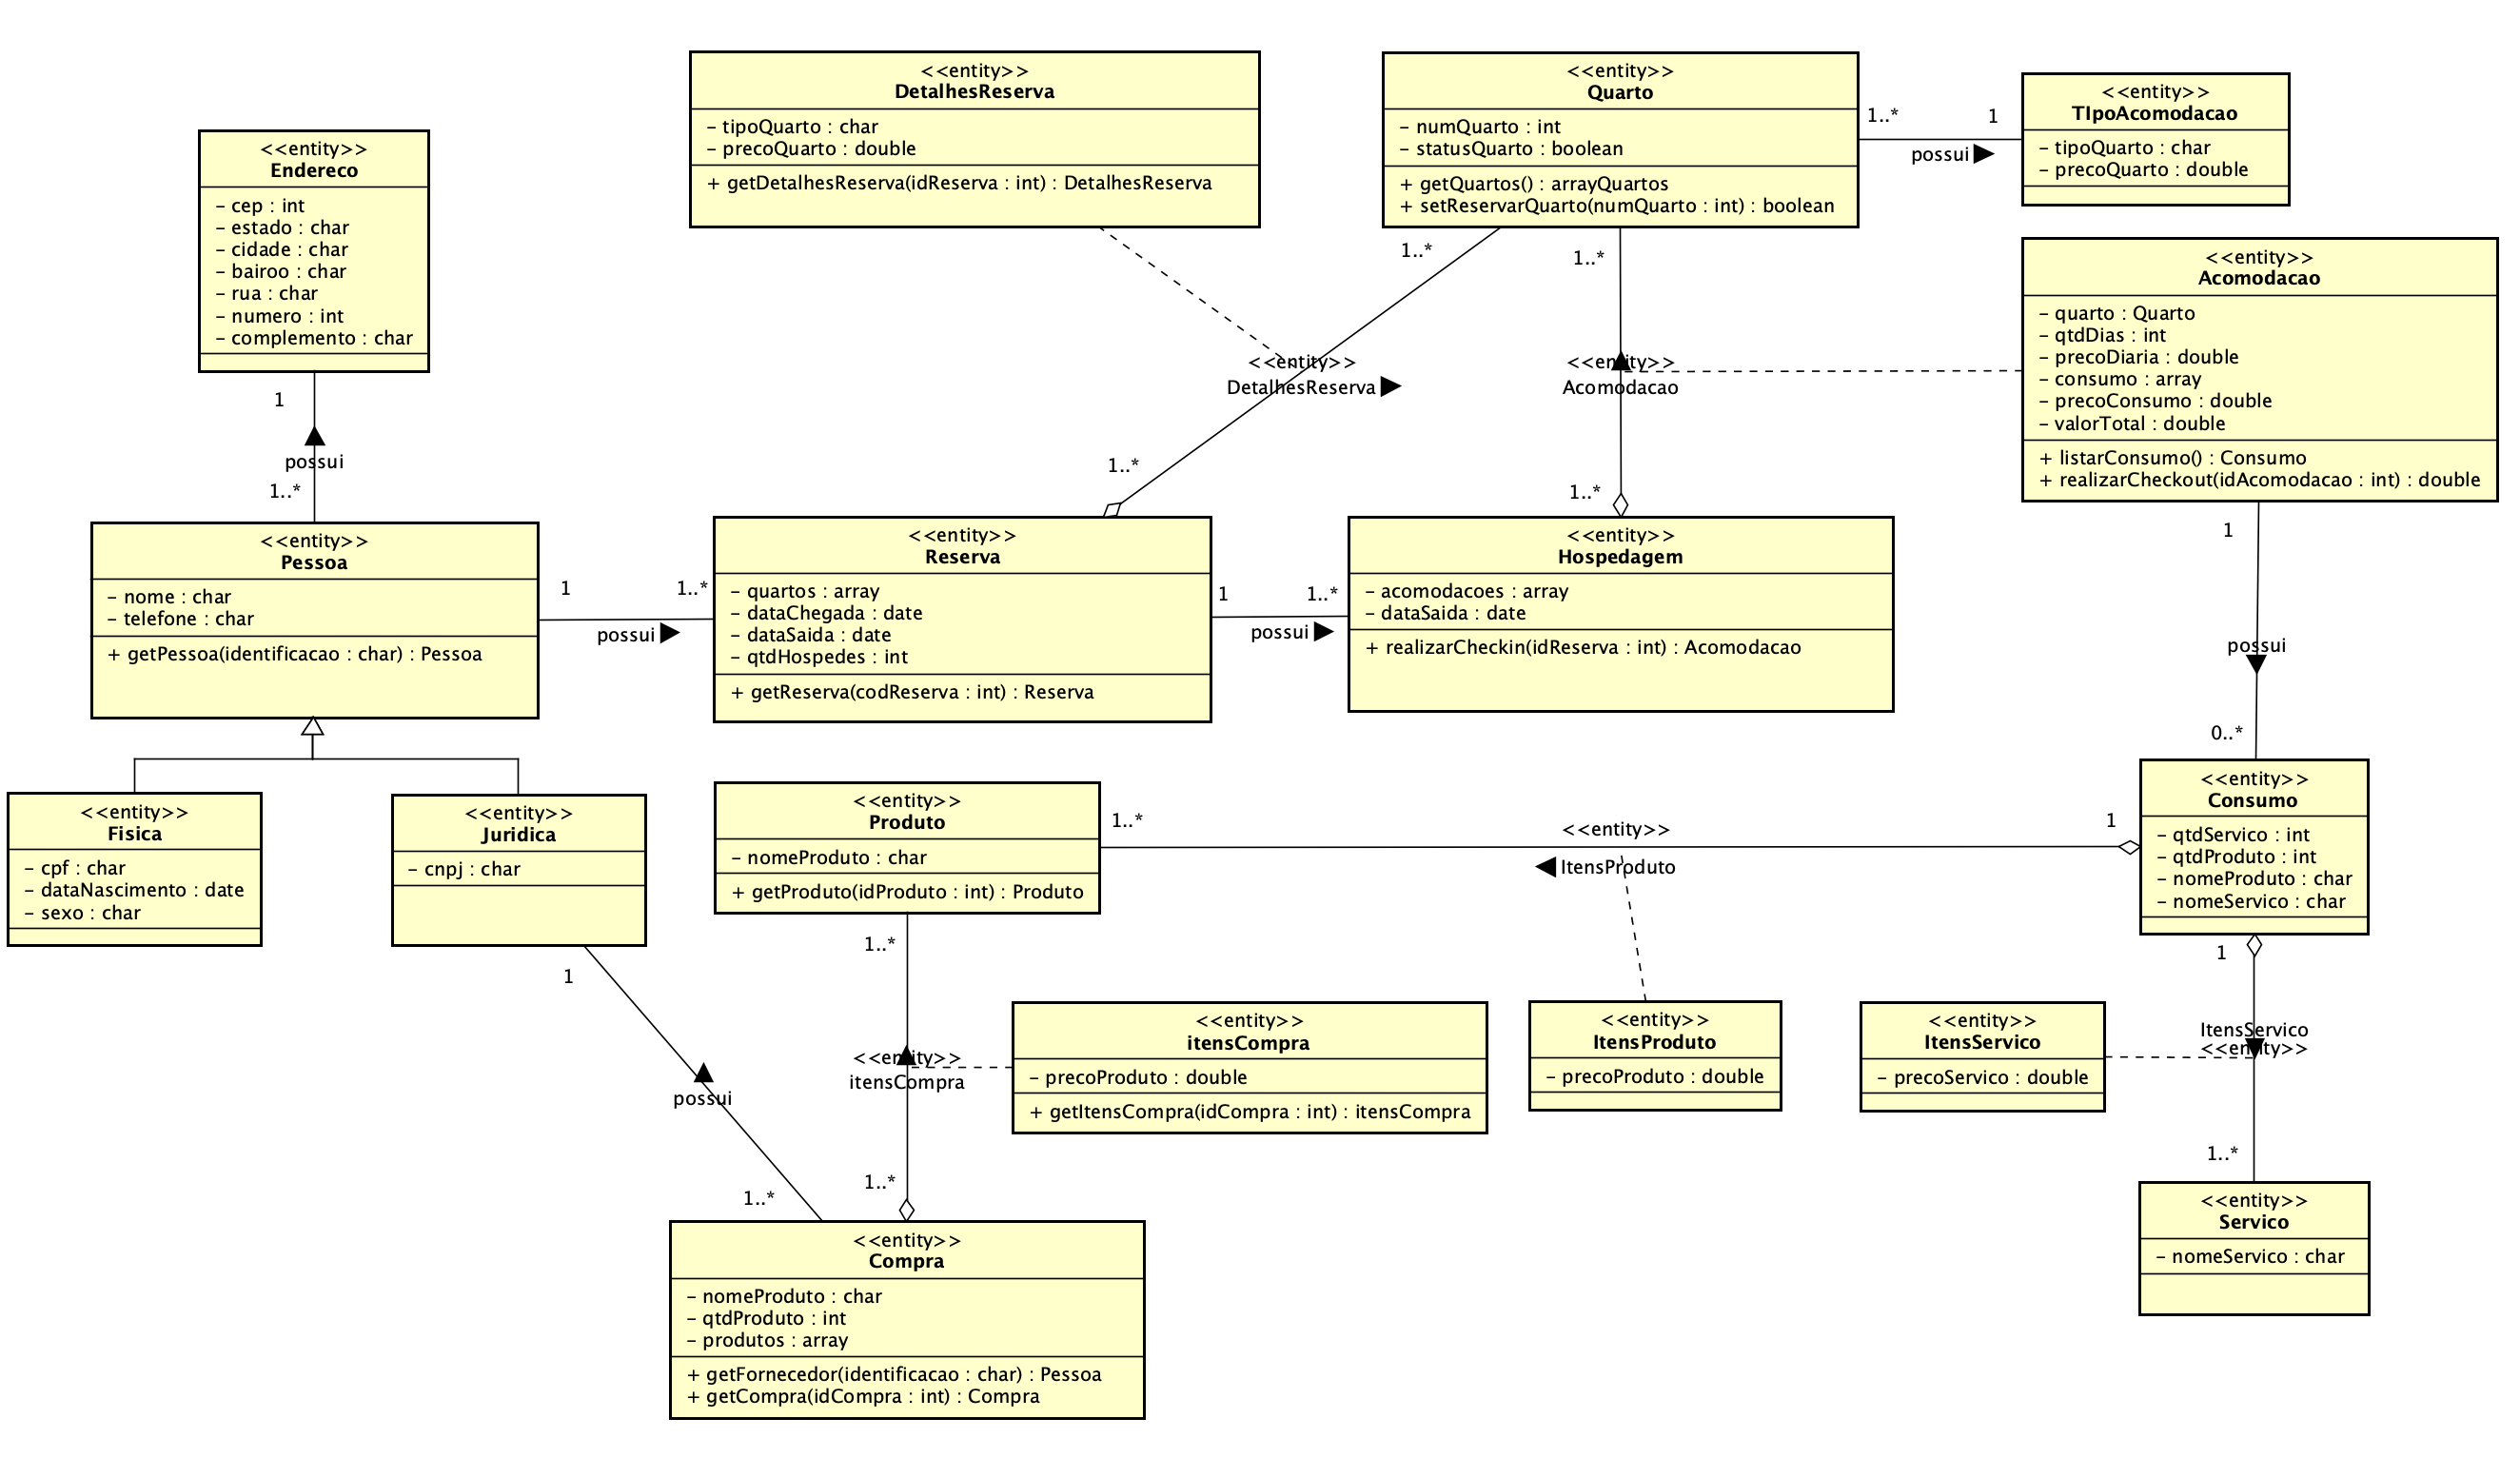 <<entity>>
DetalhesReserva
– tipoQuarto : char
– precoQuarto : double
+ getDetalhesReserva(idReserva : int) : DetalhesReserva
<<entity>>
Quarto
– numQuarto : int
– statusQuarto : boolean
+ getQuartos() : arrayQuartos
+ setReservarQuarto(numQuarto : int) : boolean
1..*
1
possui
<<entity>>
TIpoAcomodacao
– tipoQuarto : char
– precoQuarto : double
<<entity>>
Endereco
– cep : int
– estado : char
– cidade : char
– bairoo : char
– rua : char
– numero : int
– complemento : char
1
possui
1..*
1..*
<<entity>>
DetalhesReserva
1..*
1..*
<<entity>>
Acomodacao
1..*
<<entity>>
Acomodacao
– quarto : Quarto
– qtdDias : int
– precoDiaria : double
– consumo : array
– precoConsumo : double
– valorTotal : double
+ listarConsumo() : Consumo
+ realizarCheckout(idAcomodacao : int) : double
<<entity>>
Pessoa
– nome : char
– telefone : char
+ getPessoa(identificacao : char) : Pessoa
1
1..*
possui
<<entity>>
Reserva
– quartos : array
– dataChegada : date
– dataSaida : date
– qtdHospedes : int
+ getReserva(codReserva : int) : Reserva
1
1..*
possui
<<entity>>
Hospedagem
– acomodacoes : array
– dataSaida : date
+ realizarCheckin(idReserva : int) : Acomodacao
1
possui
0..*
<<entity>>
Fisica
– cpf : char
– dataNascimento : date
– sexo : char
<<entity>>
Juridica
– cnpj : char
<<entity>>
Produto
– nomeProduto : char
+ getProduto(idProduto : int) : Produto
1..*
<<entity>>
ItensProduto
1
<<entity>>
Consumo
– qtdServico : int
– qtdProduto : int
– nomeProduto : char
– nomeServico : char
1
possui
1..*
1..*
<<entity>>
itensCompra
1..*
<<entity>>
itensCompra
– precoProduto : double
+ getItensCompra(idCompra : int) : itensCompra
<<entity>>
ItensProduto
– precoProduto : double
<<entity>>
ItensServico
– precoServico : double
1
ItensServico
<<entity>>
1..*
<<entity>>
Servico
– nomeServico : char
<<entity>>
Compra
– nomeProduto : char
– qtdProduto : int
– produtos : array
+ getFornecedor(identificacao : char) : Pessoa
+ getCompra(idCompra : int) : Compra